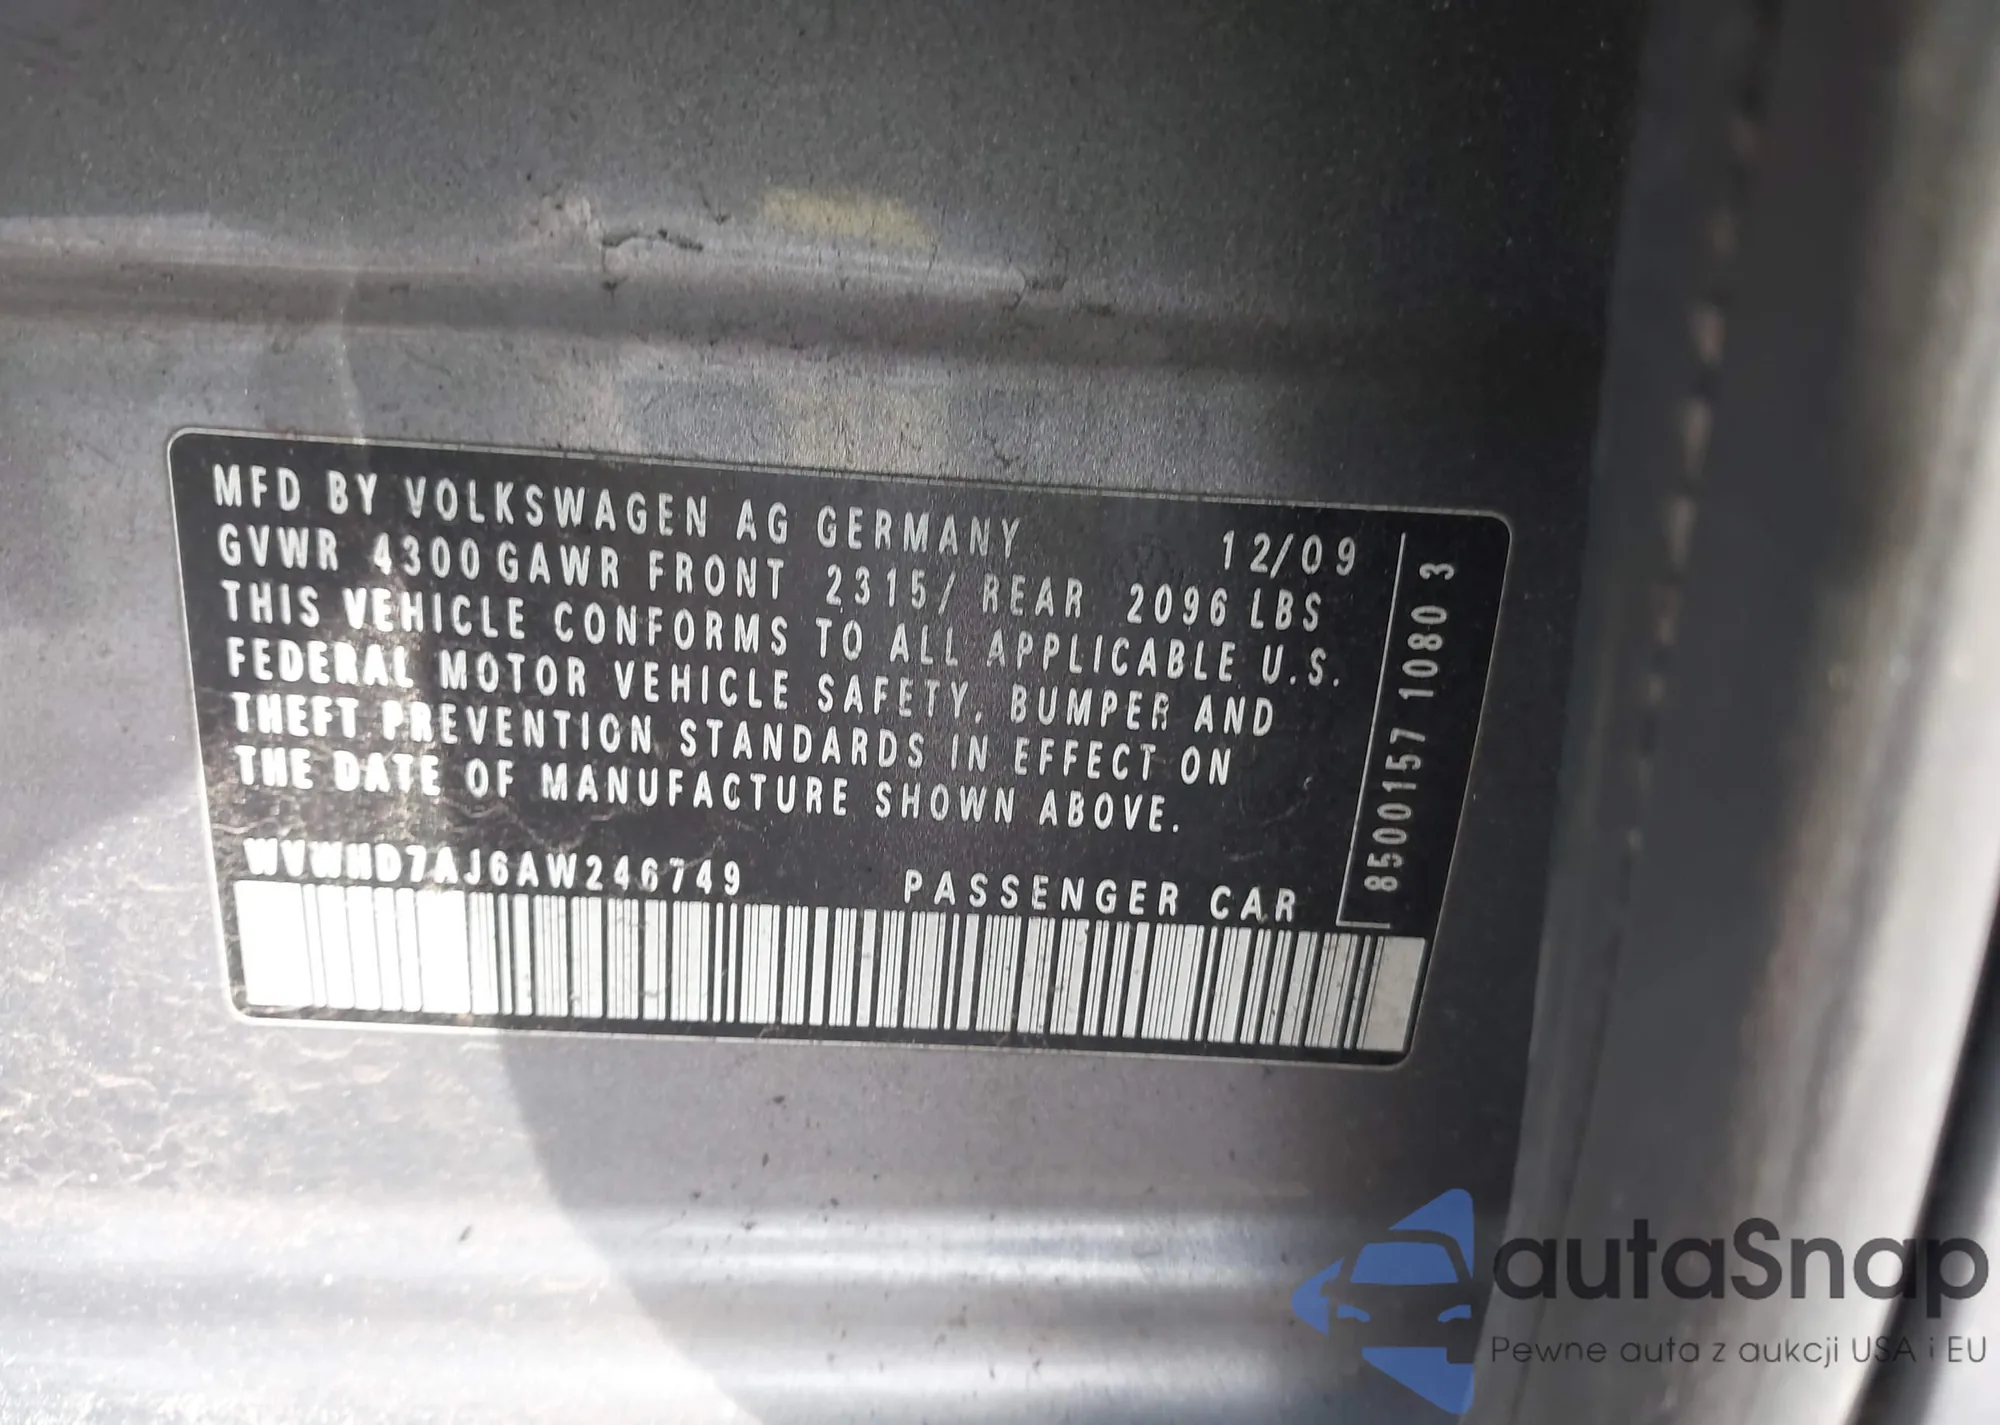 MFD BY VOLKSWAGEN AG GERMANY 12/09
GVWR 4300 GAWR FRONT 2315/ REAR 2096 LBS
THIS VEHICLE CONFORMS TO ALL APPLICABLE U.S.
FEDERAL MOTOR VEHICLE SAFETY, BUMPER AND
THEFT PREVENTION STANDARDS IN EFFECT ON
THE DATE OF MANUFACTURE SHOWN ABOVE.
WVWHD7AJ6AW246749 PASSENGER CAR
8500157 1080 3
autaSnap
Pewne auta z aukcji USA i EU